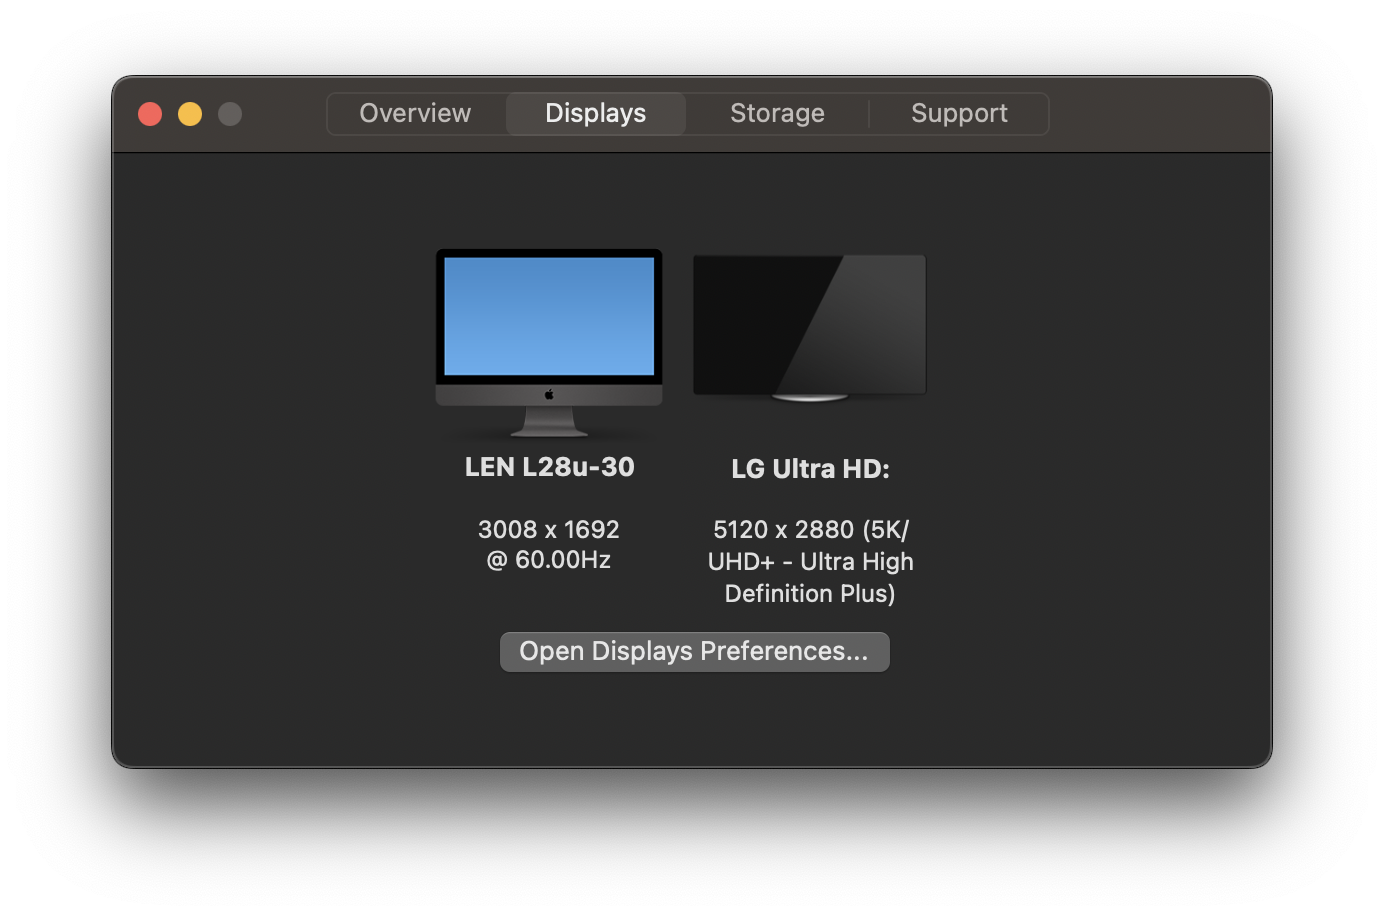 Overview Displays Storage Support
LEN L28u-30
3008 x 1692
@ 60.00Hz
LG Ultra HD:
5120 x 2880 (5K/
UHD+ - Ultra High
Definition Plus)
Open Displays Preferences...